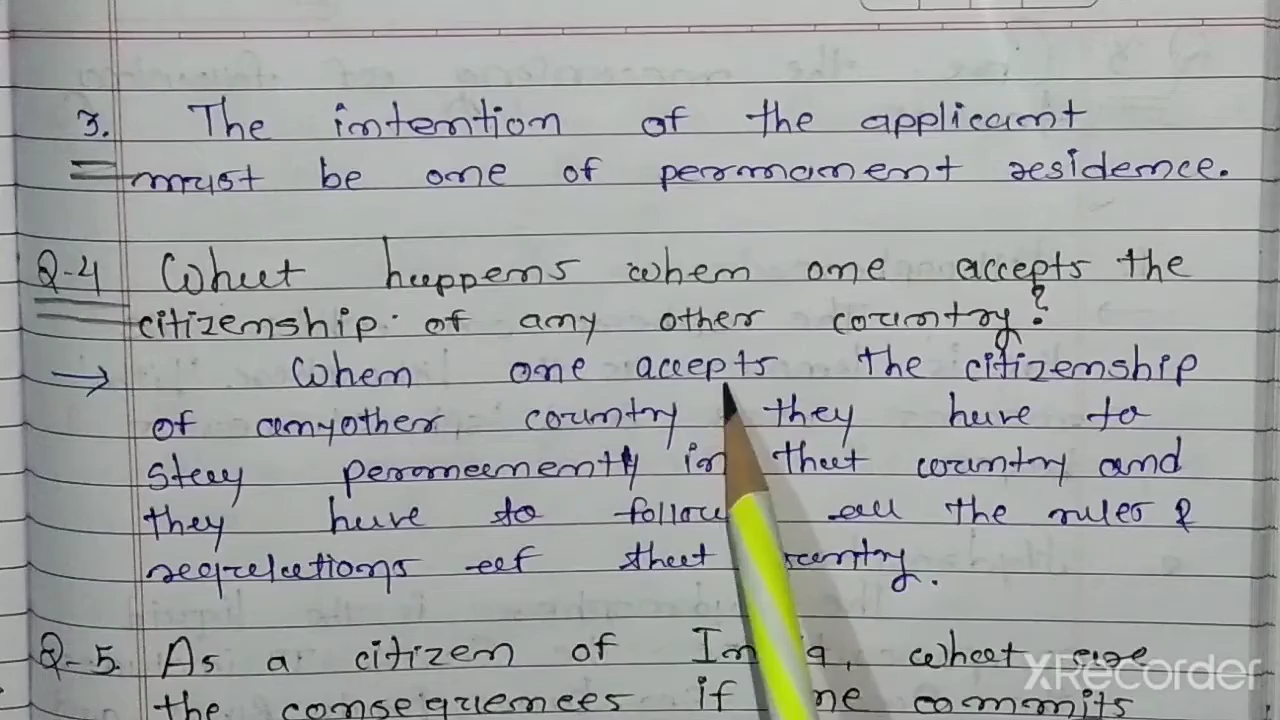 3. The intention of the applicant
must be one of permanent residence.
Q-4 What happens when one accepts the
citizenship of any other country?
→ When one accepts the citizenship
of anyother country they have to
stay permanently in that country and
they have to follow all the rules &
regulations of that country.
Q-5. As a citizen of India, what are
the consequences if one commits
XRecorder